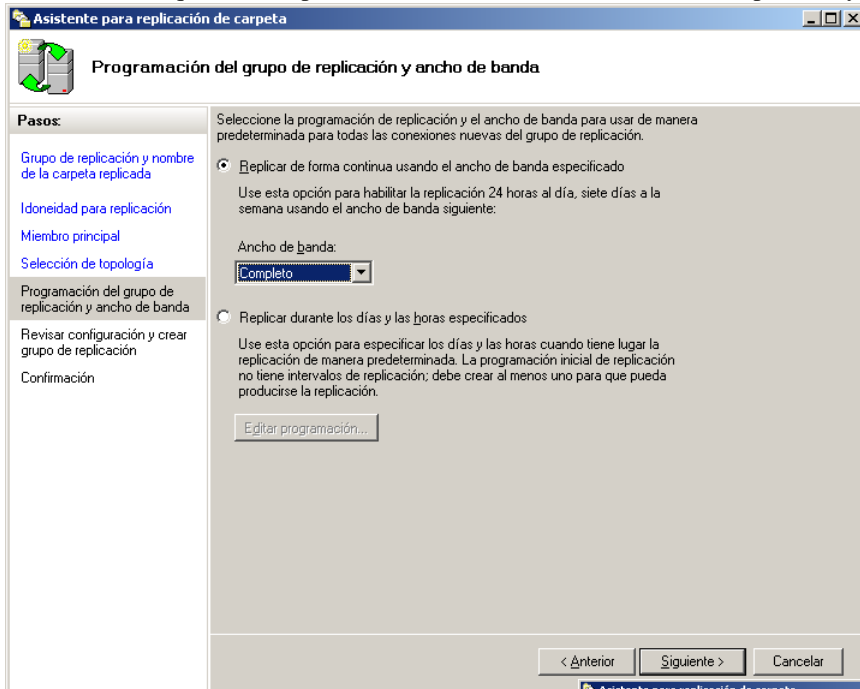 Asistente para replicación de carpeta
Programación del grupo de replicación y ancho de banda
Pasos:
Grupo de replicación y nombre
de la carpeta replicada
Idoneidad para replicación
Miembro principal
Selección de topología
Programación del grupo de
replicación y ancho de banda
Revisar configuración y crear
grupo de replicación
Confirmación
Seleccione la programación de replicación y el ancho de banda para usar de manera
predeterminada para todas las conexiones nuevas del grupo de replicación.
Replicar de forma continua usando el ancho de banda especificado
Use esta opción para habilitar la replicación 24 horas al día, siete días a la
semana usando el ancho de banda siguiente:
Ancho de banda:
Completo
Replicar durante los días y las horas especificados
Use esta opción para especificar los días y las horas cuando tiene lugar la
replicación de manera predeterminada. La programación inicial de replicación
no tiene intervalos de replicación; debe crear al menos uno para que pueda
producirse la replicación.
Editar programación...
< Anterior
Siguiente >
Cancelar